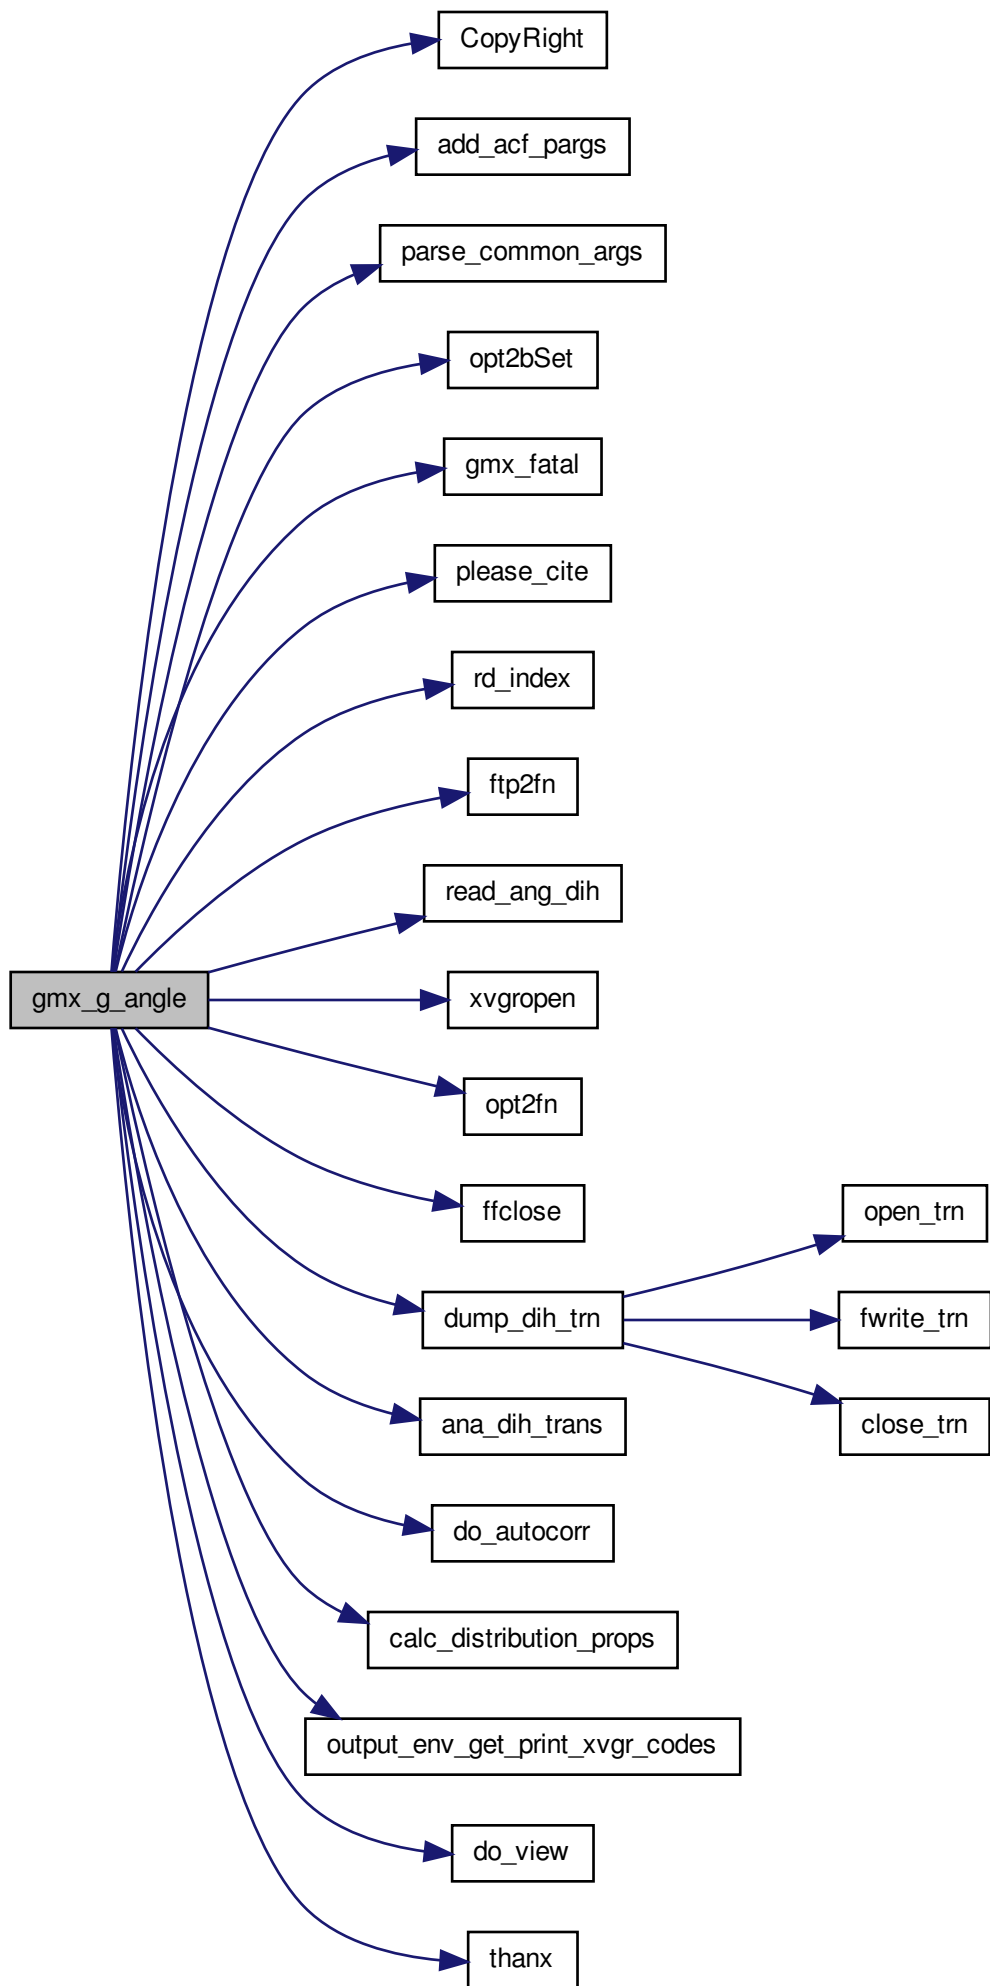 CopyRight
add_acf_pargs
parse_common_args
opt2bSet
gmx_fatal
please_cite
rd_index
ftp2fn
read_ang_dih
gmx_g_angle
xvgropen
opt2fn
ffclose
open_trn
dump_dih_trn
fwrite_trn
ana_dih_trans
close_trn
do_autocorr
calc_distribution_props
output_env_get_print_xvgr_codes
do_view
thanx